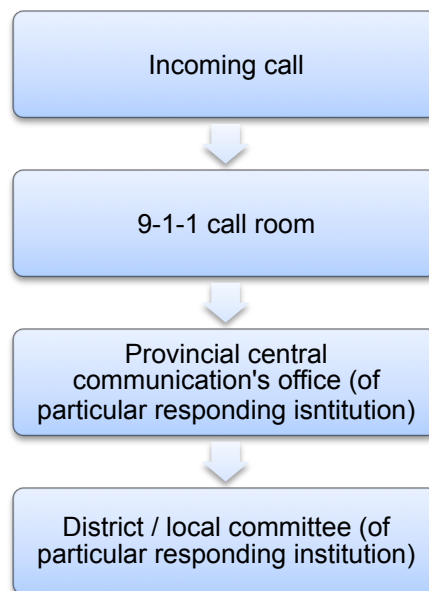 Incoming call
9-1-1 call room
Provincial central
communication's office (of
particular responding isntitution)
District / local committee (of
particular responding institution)